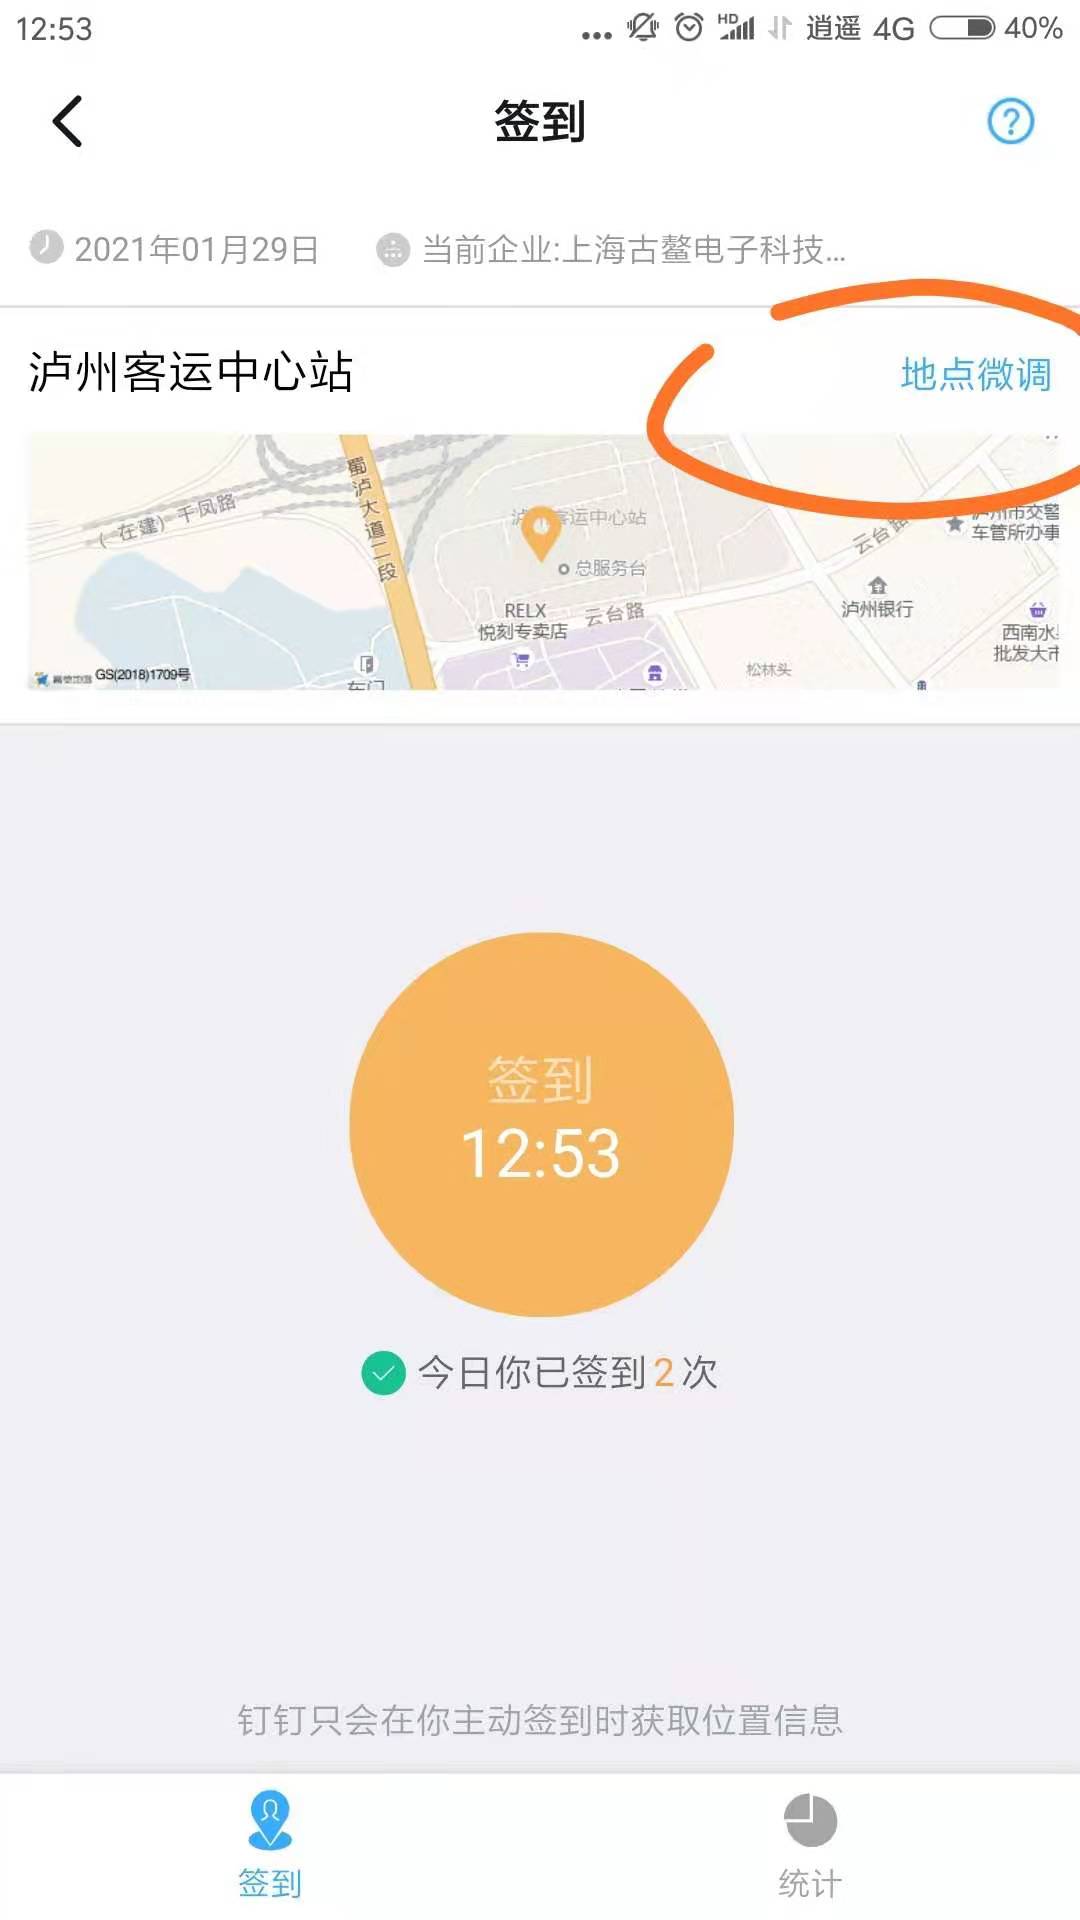 12:53
... HD 逍遥 4G 40%
签到
?
2021年01月29日 当前企业:上海古鳌电子科技...
泸州客运中心站 地点微调
蜀泸大道二段
(在建) 千凤路
客运中心站
总服务台
RELX
悦刻专卖店
云台路
云台路
泸州市交警
车管所办事
泸州银行
西南水
批发大市
松林头
GS(2018)1709号
签到
12:53
今日你已签到2次
钉钉只会在你主动签到时获取位置信息
签到 统计